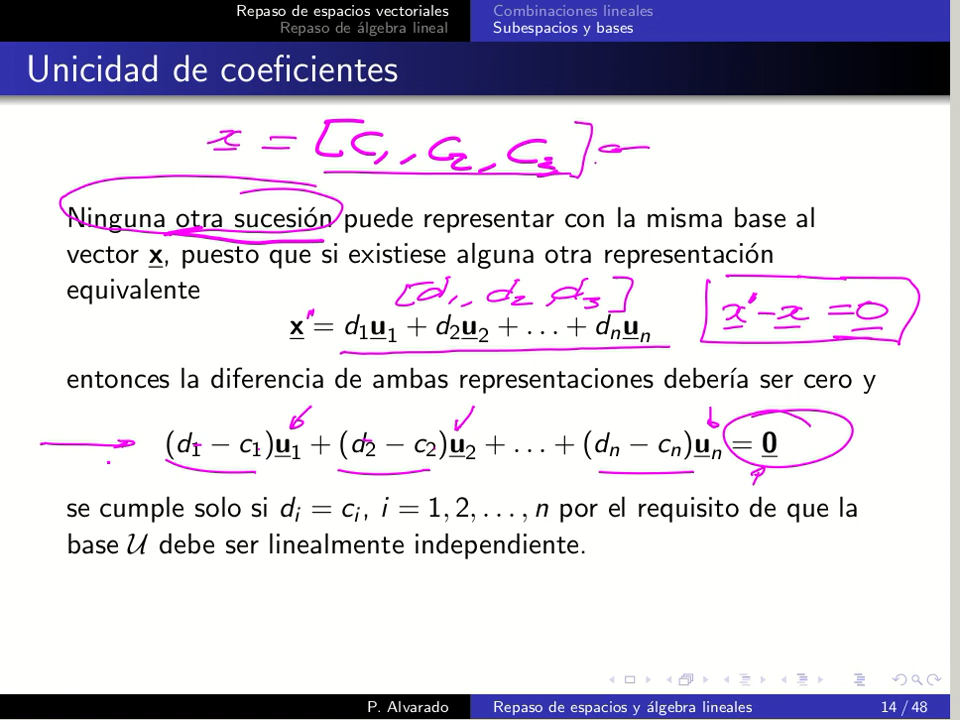 Repaso de espacios vectoriales Combinaciones lineales
Repaso de álgebra lineal Subespacios y bases
Unicidad de coeficientes
x = [c₁, c₂, c₃]
Ninguna otra sucesión puede representar con la misma base al
vector x, puesto que si existiese alguna otra representación
equivalente
[d₁, d₂, d₃]
x' = d₁u₁ + d₂u₂ + ... + dₙuₙ
x' - x = 0
entonces la diferencia de ambas representaciones debería ser cero y
(d₁ − c₁)u₁ + (d₂ − c₂)u₂ + ... + (dₙ − cₙ)uₙ = 0
se cumple solo si dᵢ = cᵢ, i = 1, 2, ..., n por el requisito de que la
base 𝒰 debe ser linealmente independiente.
P. Alvarado Repaso de espacios y álgebra lineales 14 / 48